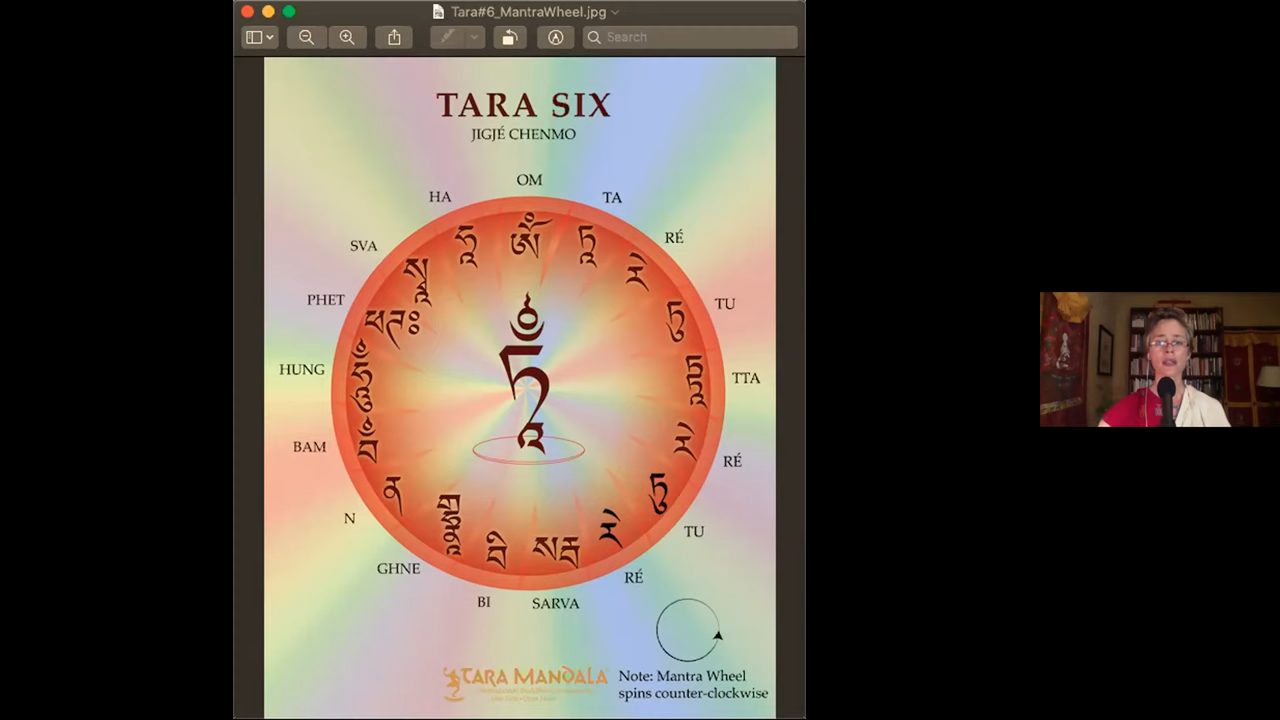 Tara#6_MantraWheel.jpg
Search
TARA SIX
JIGJÉ CHENMO
OM
TA
RÉ
TU
TTA
RÉ
TU
RÉ
SARVA
BI
GHNE
N
BAM
HUNG
PHET
SVA
HA
ཨོཾ
ཏཱ
རེ
ཏུ
རེ
ཏུ
རེ
སརྦ
བི
TARA MANDALA
Note: Mantra Wheel
spins counter-clockwise